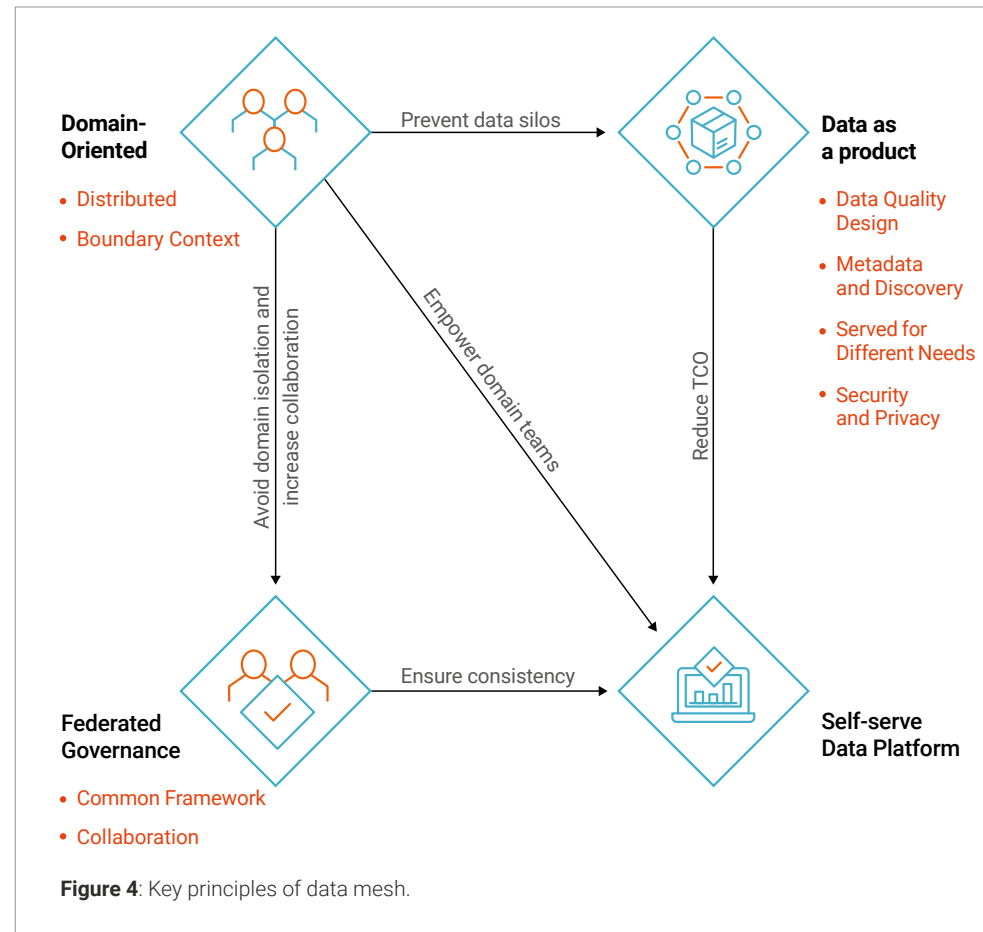 Domain-
Oriented
• Distributed
• Boundary Context
Prevent data silos
Data as
a product
• Data Quality
Design
• Metadata
and Discovery
• Served for
Different Needs
• Security
and Privacy
Avoid domain isolation and
increase collaboration
Empower domain teams
Reduce TCO
Federated
Governance
• Common Framework
• Collaboration
Ensure consistency
Self-serve
Data Platform
Figure 4: Key principles of data mesh.